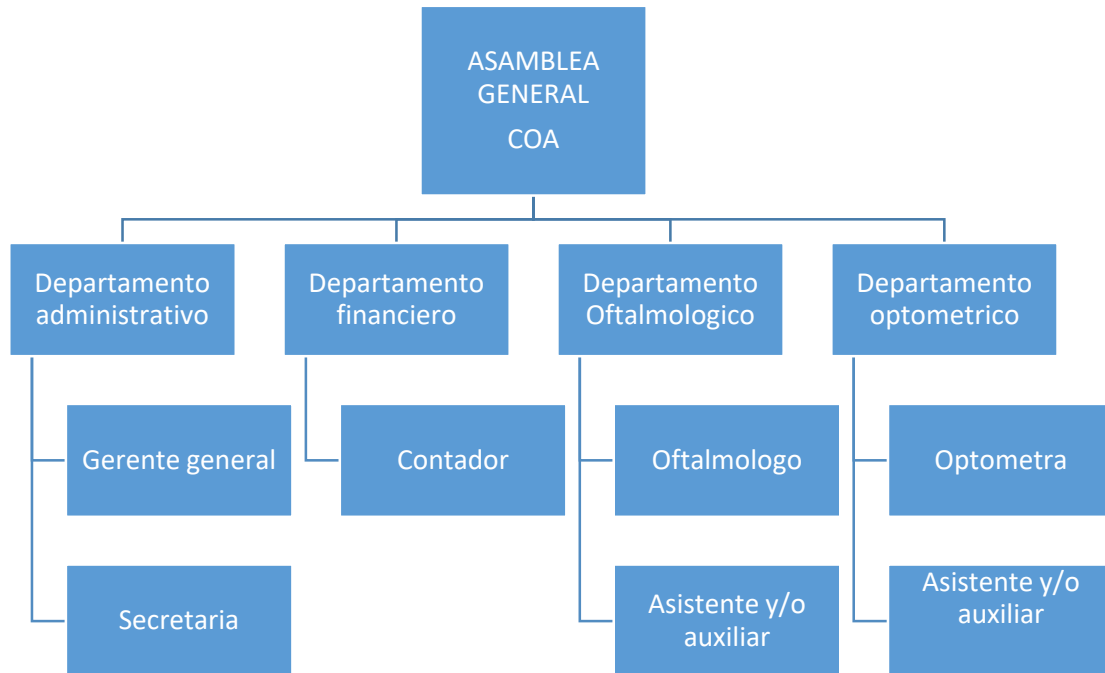 ASAMBLEA
GENERAL
COA
Departamento
administrativo
Departamento
financiero
Departamento
Oftalmologico
Departamento
optometrico
Gerente general
Contador
Oftalmologo
Optometra
Secretaria
Asistente y/o
auxiliar
Asistente y/o
auxiliar